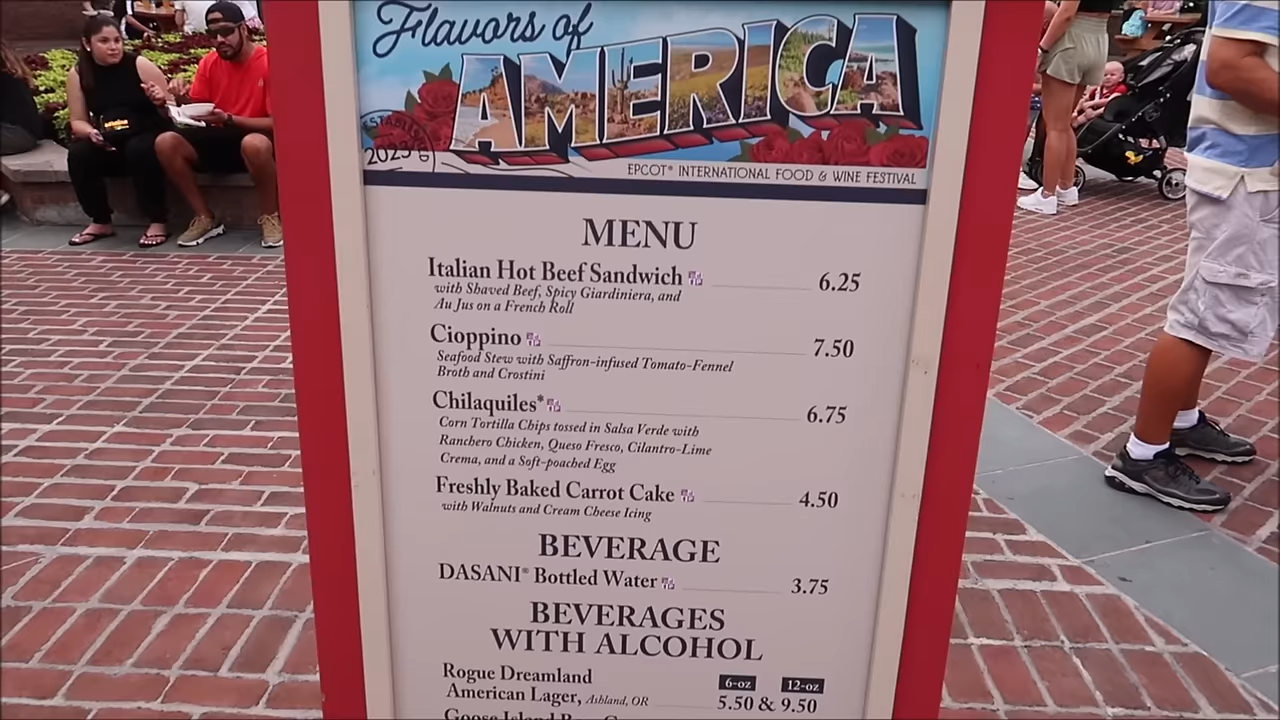 Flavors of
AMERICA
ESTABLISHED
2023
EPCOT® INTERNATIONAL FOOD & WINE FESTIVAL
MENU
Italian Hot Beef Sandwich 6.25
with Shaved Beef, Spicy Giardiniera, and
Au Jus on a French Roll
Cioppino 7.50
Seafood Stew with Saffron-infused Tomato-Fennel
Broth and Crostini
Chilaquiles* 6.75
Corn Tortilla Chips tossed in Salsa Verde with
Ranchero Chicken, Queso Fresco, Cilantro-Lime
Crema, and a Soft-poached Egg
Freshly Baked Carrot Cake 4.50
with Walnuts and Cream Cheese Icing
BEVERAGE
DASANI® Bottled Water 3.75
BEVERAGES
WITH ALCOHOL
Rogue Dreamland 6-oz 12-oz
American Lager, Ashland, OR 5.50 & 9.50
Goose Island